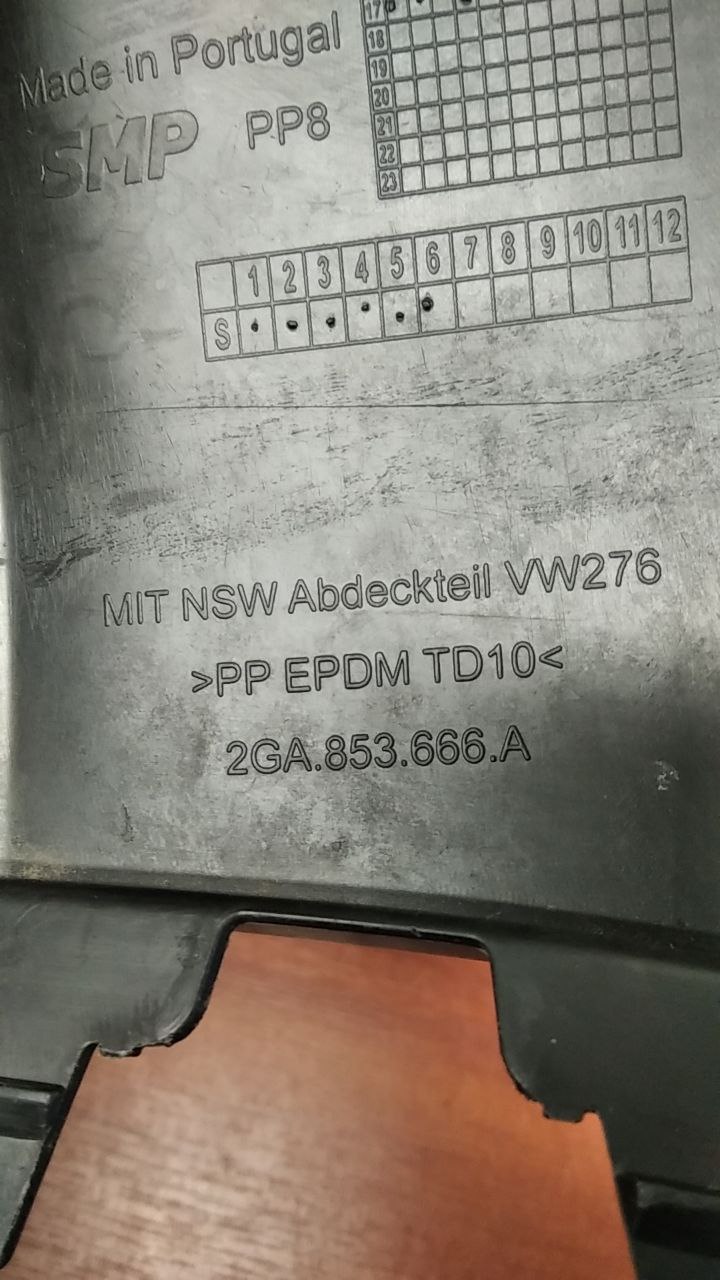 Made in Portugal
SMP PP8
17
18
19
20
21
22
23
1 2 3 4 5 6 7 8 9 10 11 12
S
MIT NSW Abdeckteil VW276
>PP EPDM TD10<
2GA.853.666.A